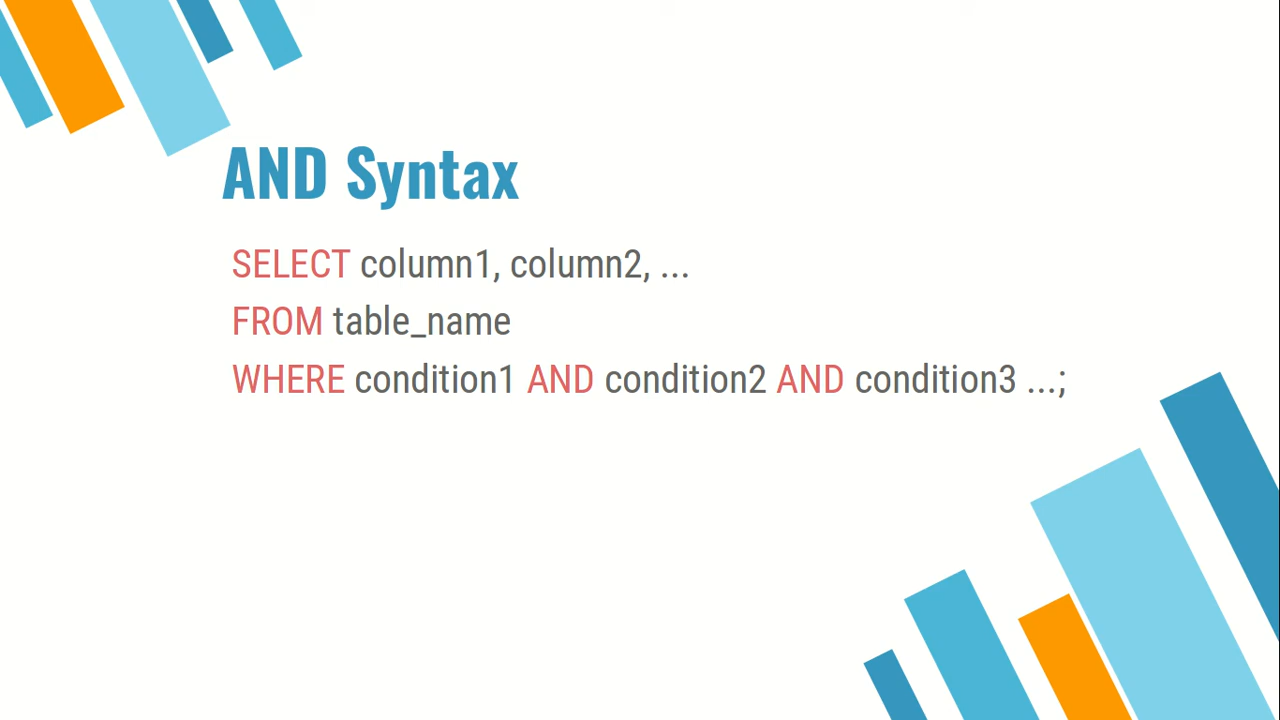 AND Syntax
SELECT column1, column2, ...
FROM table_name
WHERE condition1 AND condition2 AND condition3 ...;